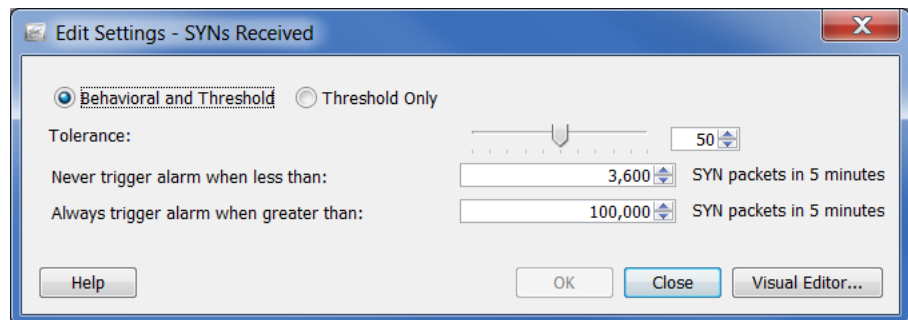 Edit Settings - SYNs Received
Behavioral and Threshold Threshold Only
Tolerance: 50
Never trigger alarm when less than: 3,600 SYN packets in 5 minutes
Always trigger alarm when greater than: 100,000 SYN packets in 5 minutes
Help OK Close Visual Editor...